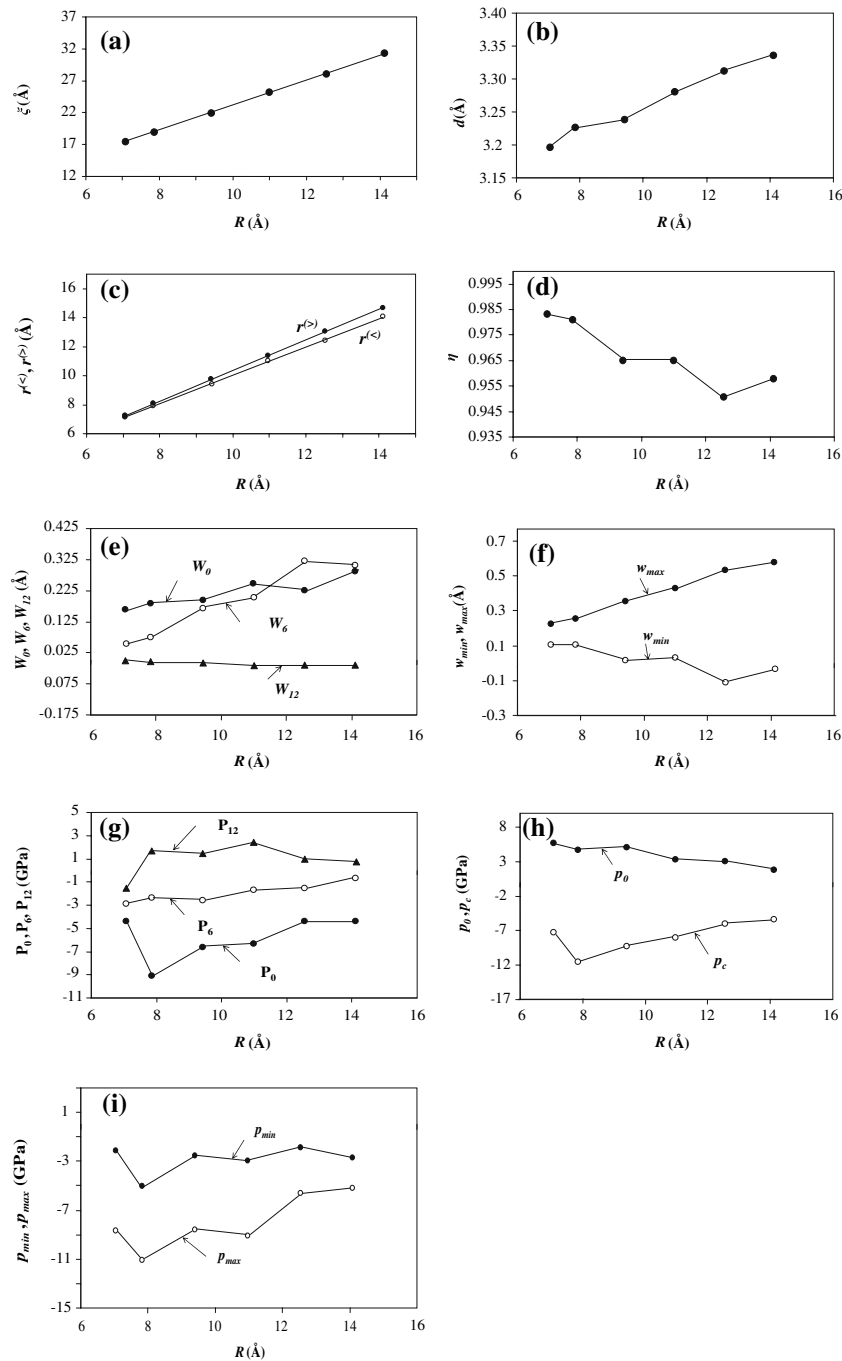 (a)
37
32
27
22
17
12
ξ(Å)
6 8 10 12 14 16
R (Å)
(b)
3.40
3.35
3.30
3.25
3.2
3.15
d(Å)
6 8 10 12 14 16
R (Å)
(c)
16
14
12
10
8
6
r(<), r(>) (Å)
r(>)
r(<)
6 8 10 12 14 16
R (Å)
(d)
0.995
0.985
0.975
0.965
0.955
0.945
0.935
η
6 8 10 12 14 16
R (Å)
(e)
0.425
0.325
0.225
0.125
0.025
-0.075
-0.175
W0, W6, W12 (Å)
W0
W6
W12
6 8 10 12 14 16
R (Å)
(f)
0.7
0.5
0.3
0.1
-0.1
-0.3
wmin, wmax(Å)
wmax
wmin
6 8 10 12 14 16
R (Å)
(g)
5
3
1
-1
-3
-5
-7
-9
-11
P0, P6, P12 (GPa)
P12
P6
P0
6 8 10 12 14 16
R (Å)
(h)
8
3
-2
-7
-12
-17
p0, pc (GPa)
p0
pc
6 8 10 12 14 16
R (Å)
(i)
1
-3
-7
-11
-15
pmin, pmax (GPa)
pmin
pmax
6 8 10 12 14 16
R (Å)